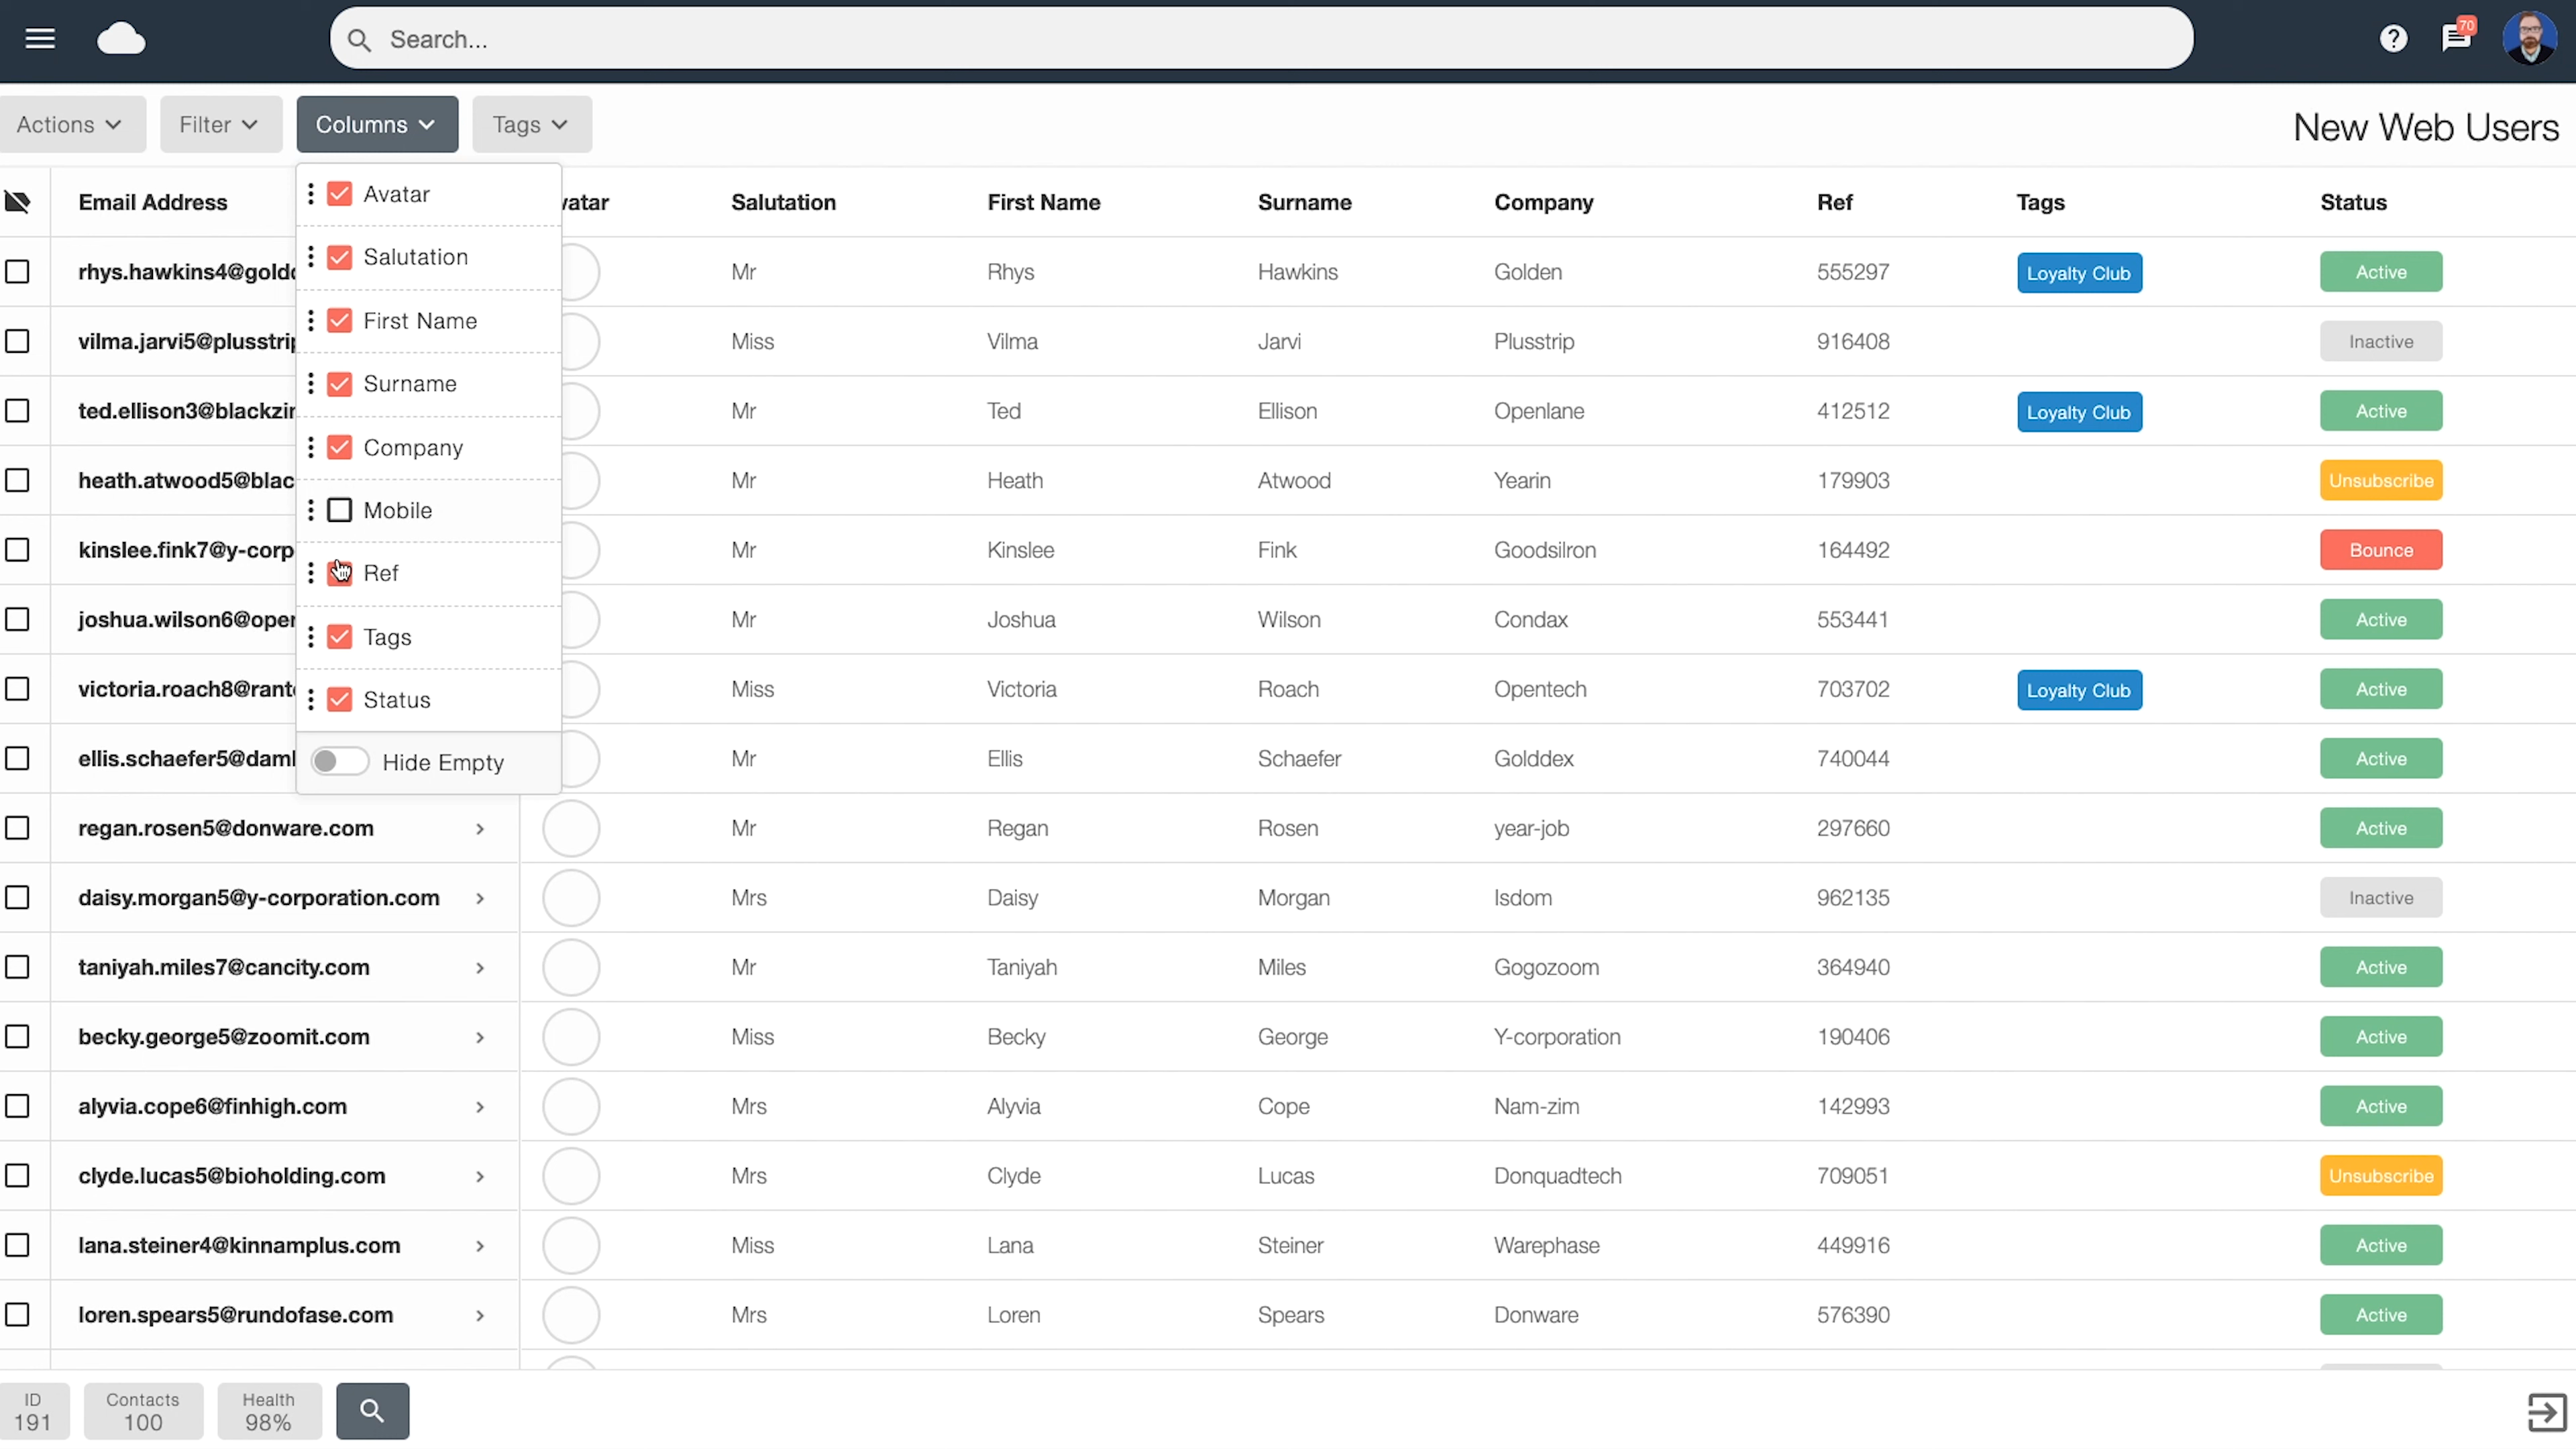 Search...
70
Actions Filter Columns Tags
New Web Users
Email Address vatar Salutation First Name Surname Company Ref Tags Status
Avatar
Salutation
First Name
Surname
Company
Mobile
Ref
Tags
Status
Hide Empty
rhys.hawkins4@gold Mr Rhys Hawkins Golden 555297 Loyalty Club Active
vilma.jarvi5@plusstrip Miss Vilma Jarvi Plusstrip 916408 Inactive
ted.ellison3@blackzin Mr Ted Ellison Openlane 412512 Loyalty Club Active
heath.atwood5@blac Mr Heath Atwood Yearin 179903 Unsubscribe
kinslee.fink7@y-corp Mr Kinslee Fink Goodsilron 164492 Bounce
joshua.wilson6@open Mr Joshua Wilson Condax 553441 Active
victoria.roach8@rant Miss Victoria Roach Opentech 703702 Loyalty Club Active
ellis.schaefer5@daml Mr Ellis Schaefer Golddex 740044 Active
regan.rosen5@donware.com Mr Regan Rosen year-job 297660 Active
daisy.morgan5@y-corporation.com Mrs Daisy Morgan Isdom 962135 Inactive
taniyah.miles7@cancity.com Mr Taniyah Miles Gogozoom 364940 Active
becky.george5@zoomit.com Miss Becky George Y-corporation 190406 Active
alyvia.cope6@finhigh.com Mrs Alyvia Cope Nam-zim 142993 Active
clyde.lucas5@bioholding.com Mrs Clyde Lucas Donquadtech 709051 Unsubscribe
lana.steiner4@kinnamplus.com Miss Lana Steiner Warephase 449916 Active
loren.spears5@rundofase.com Mrs Loren Spears Donware 576390 Active
ID Contacts Health
191 100 98%